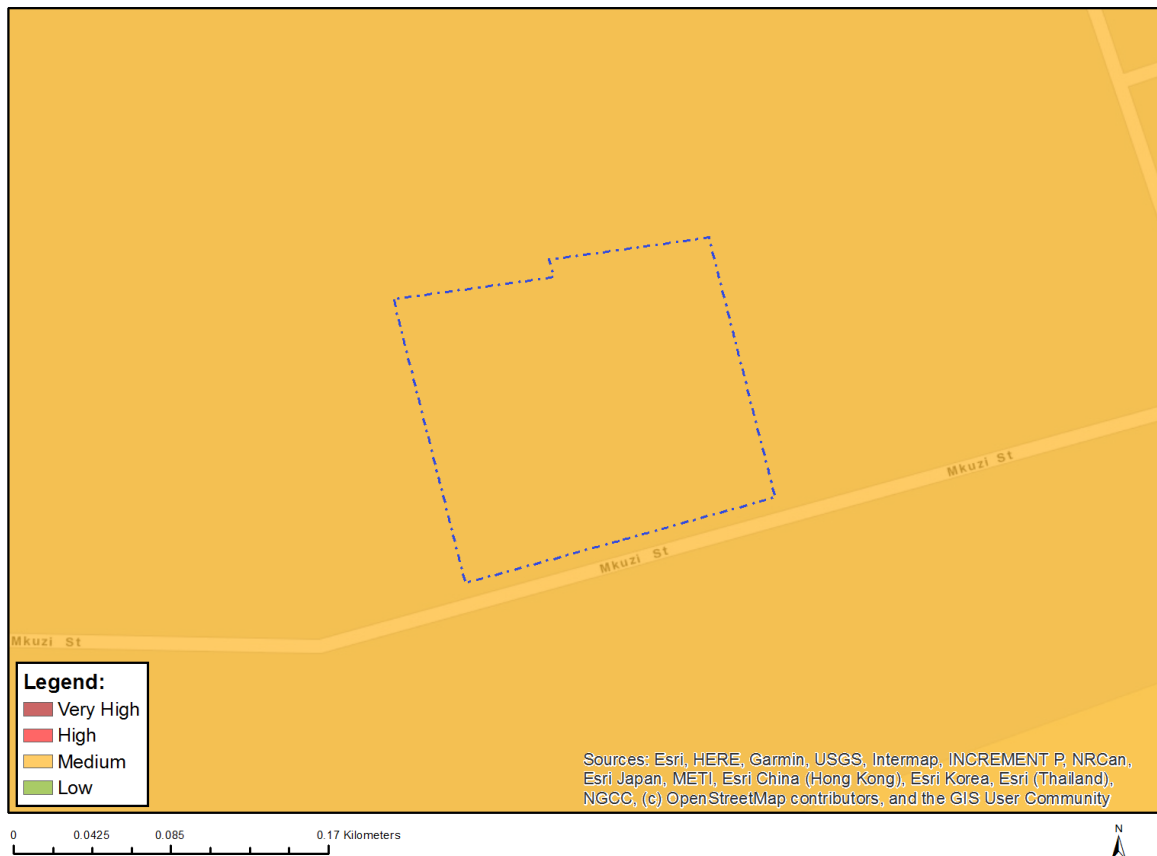 Mkuzi St
Mkuzi St
Mkuzi St
Legend:
Very High
High
Medium
Low
Sources: Esri, HERE, Garmin, USGS, Intermap, INCREMENT P, NRCan,
Esri Japan, METI, Esri China (Hong Kong), Esri Korea, Esri (Thailand),
NGCC, (c) OpenStreetMap contributors, and the GIS User Community
0 0.0425 0.085 0.17 Kilometers
N